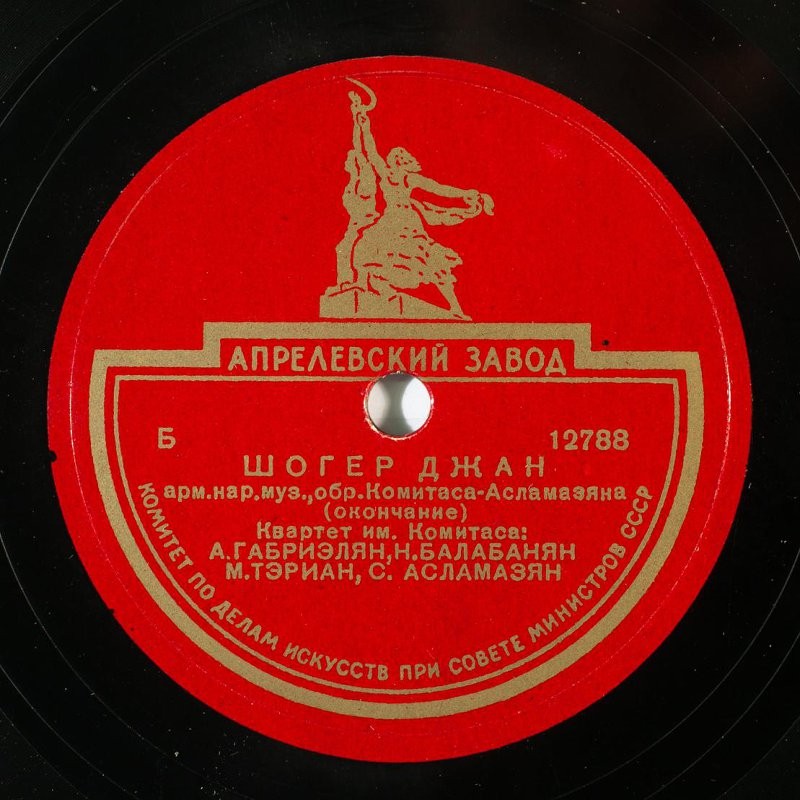 АПРЕЛЕВСКИЙ ЗАВОД
Б 12788
ШОГЕР ДЖАН
арм.нар.муз.,обр.Комитаса-Асламазяна
(окончание)
Квартет им. Комитаса:
А.ГАБРИЭЛЯН,Н.БАЛАБАНЯН
М.ТЭРИАН, С. АСЛАМАЗЯН
КОМИТЕТ ПО ДЕЛАМ ИСКУССТВ ПРИ СОВЕТЕ МИНИСТРОВ СССР